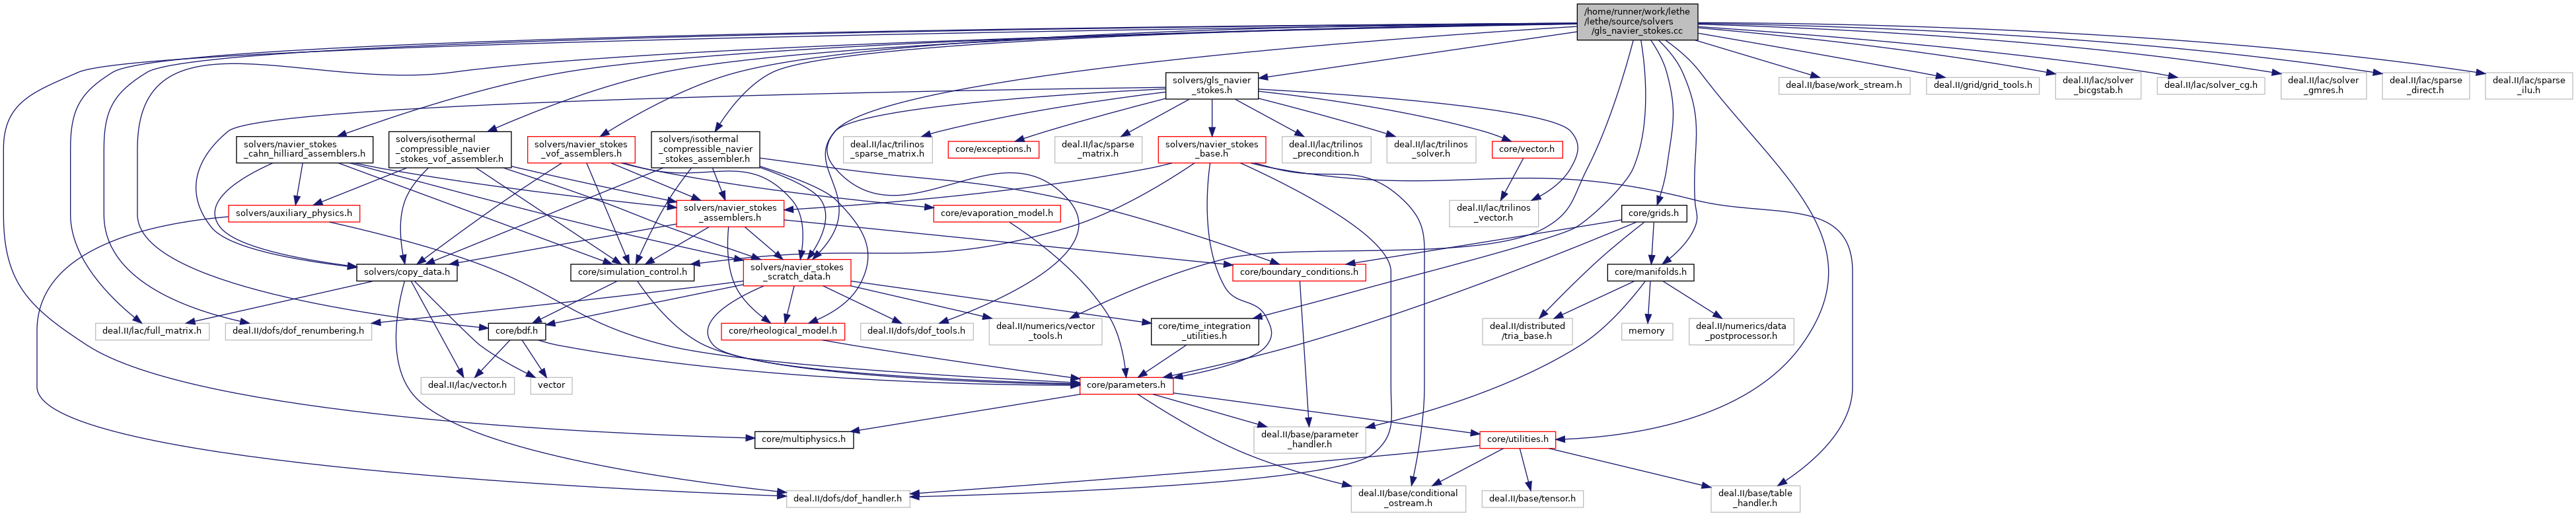 /home/runner/work/lethe
/lethe/source/solvers
/gls_navier_stokes.cc
solvers/gls_navier
_stokes.h
deal.II/base/work_stream.h
deal.II/grid/grid_tools.h
deal.II/lac/solver
_bicgstab.h
deal.II/lac/solver_cg.h
deal.II/lac/solver
_gmres.h
deal.II/lac/sparse
_direct.h
deal.II/lac/sparse
_ilu.h
solvers/navier_stokes
_cahn_hilliard_assemblers.h
solvers/isothermal
_compressible_navier
_stokes_vof_assembler.h
solvers/navier_stokes
_vof_assemblers.h
solvers/isothermal
_compressible_navier
_stokes_assembler.h
deal.II/lac/trilinos
_sparse_matrix.h
core/exceptions.h
deal.II/lac/sparse
_matrix.h
solvers/navier_stokes
_base.h
deal.II/lac/trilinos
_precondition.h
deal.II/lac/trilinos
_solver.h
core/vector.h
solvers/auxiliary_physics.h
solvers/navier_stokes
_assemblers.h
core/evaporation_model.h
deal.II/lac/trilinos
_vector.h
core/grids.h
solvers/copy_data.h
core/simulation_control.h
solvers/navier_stokes
_scratch_data.h
core/boundary_conditions.h
core/manifolds.h
deal.II/lac/full_matrix.h
deal.II/dofs/dof_renumbering.h
core/bdf.h
core/rheological_model.h
deal.II/dofs/dof_tools.h
deal.II/numerics/vector
_tools.h
core/time_integration
_utilities.h
deal.II/distributed
/tria_base.h
memory
deal.II/numerics/data
_postprocessor.h
deal.II/lac/vector.h
vector
core/parameters.h
core/multiphysics.h
deal.II/base/parameter
_handler.h
core/utilities.h
deal.II/dofs/dof_handler.h
deal.II/base/conditional
_ostream.h
deal.II/base/tensor.h
deal.II/base/table
_handler.h